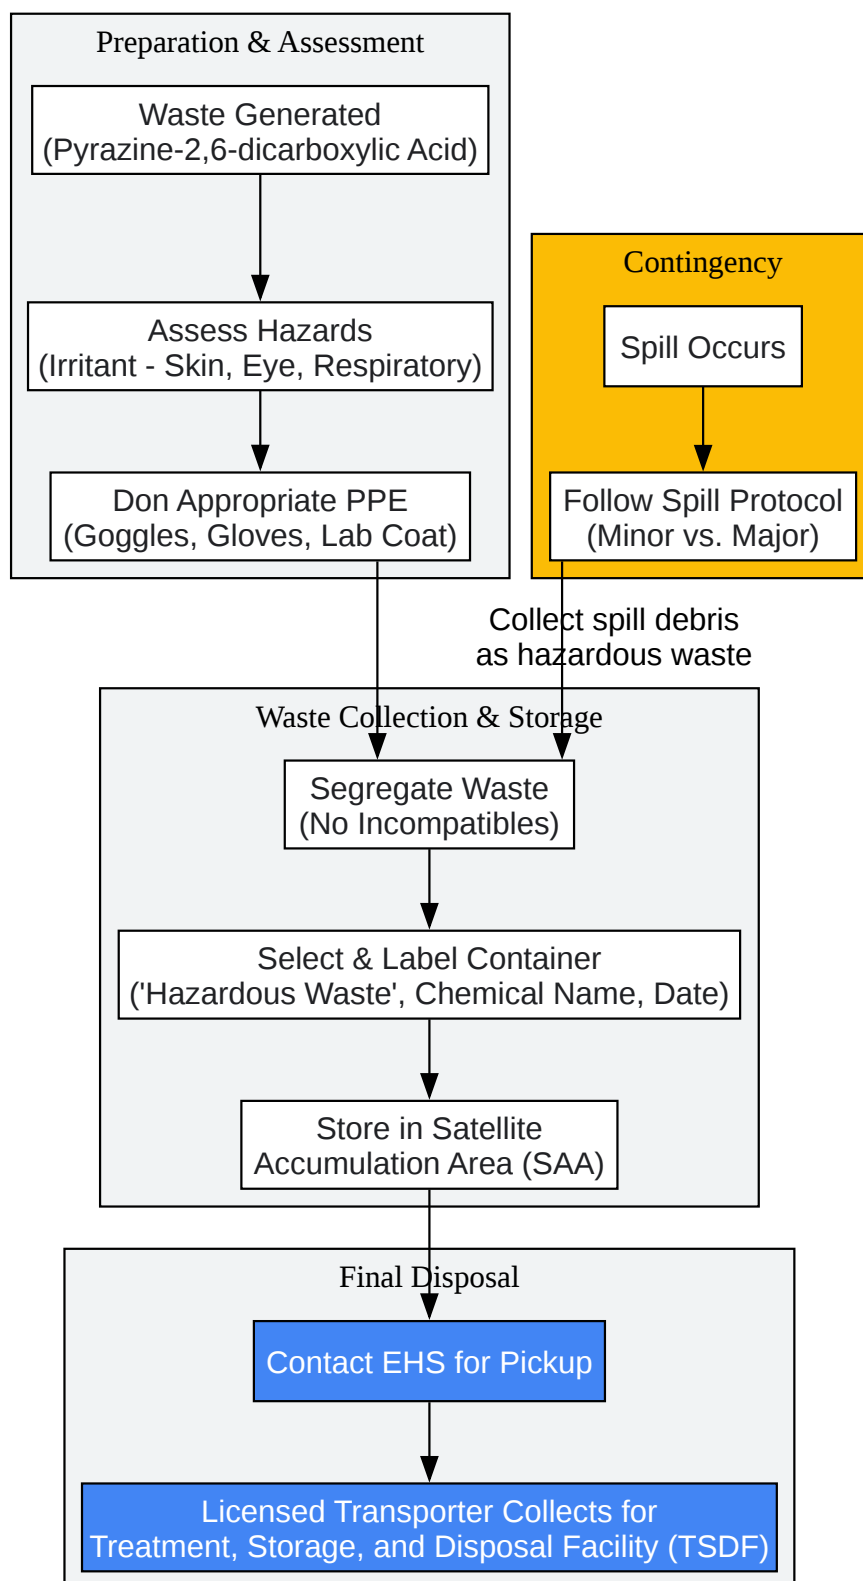 Preparation & Assessment
Waste Generated
(Pyrazine-2,6-dicarboxylic Acid)
Assess Hazards
(Irritant - Skin, Eye, Respiratory)
Don Appropriate PPE
(Goggles, Gloves, Lab Coat)
Contingency
Spill Occurs
Follow Spill Protocol
(Minor vs. Major)
Collect spill debris
as hazardous waste
Waste Collection & Storage
Segregate Waste
(No Incompatibles)
Select & Label Container
('Hazardous Waste', Chemical Name, Date)
Store in Satellite
Accumulation Area (SAA)
Final Disposal
Contact EHS for Pickup
Licensed Transporter Collects for
Treatment, Storage, and Disposal Facility (TSDF)